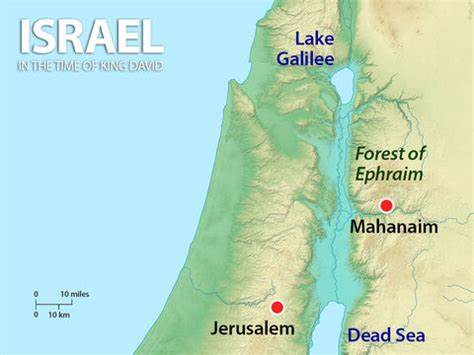 ISRAEL
IN THE TIME OF KING DAVID
Lake
Galilee
Forest of
Ephraim
Mahanaim
0 10 miles
0 10 km
Jerusalem
Dead Sea